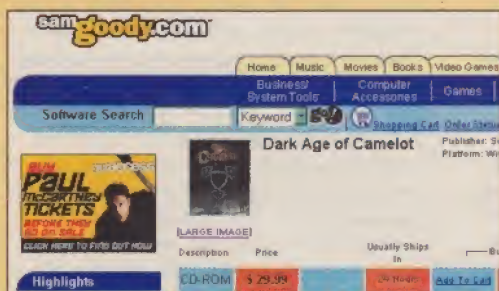 samgoody.com
Home Music Movies Books Video Games
Business/ System Tools
Computer Accessories
Games
Software Search
Keyword
Shopping Cart Order Status
Dark Age of Camelot
Publisher:
Platform:
BUY
PAUL
McCARTNEY
TICKETS
BEFORE THEY
GO ON SALE
CLICK HERE TO FIND OUT HOW
[LARGE IMAGE]
Description Price Usually Ships In
Highlights
CD-ROM $ 29.99 24 Hours Add To Cart